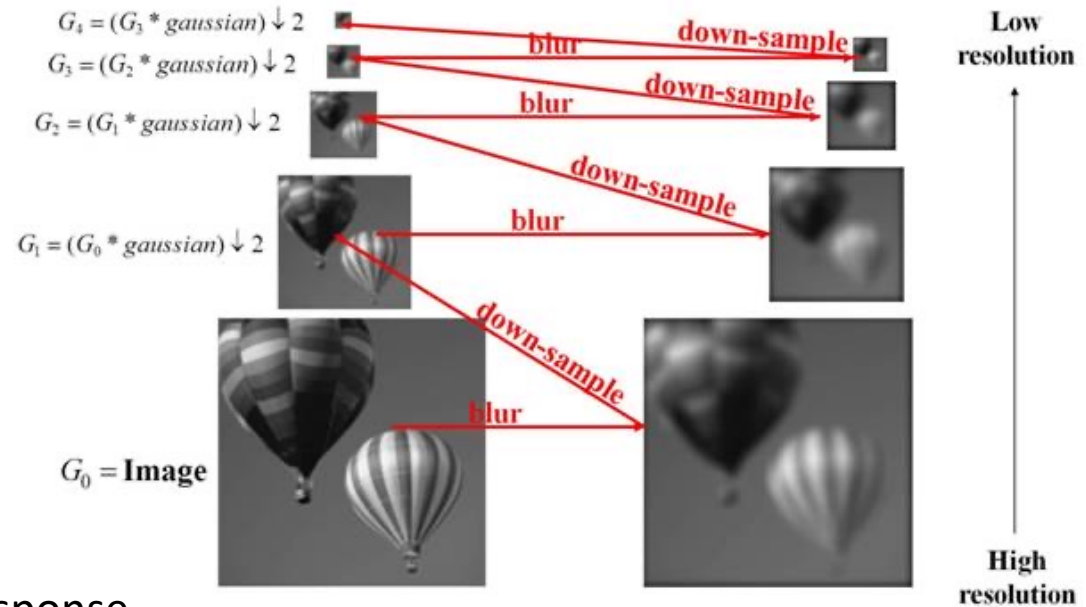 G₄ = (G₃ * gaussian) ↓ 2
blur
down-sample
Low
resolution
G₃ = (G₂ * gaussian) ↓ 2
blur
down-sample
G₂ = (G₁ * gaussian) ↓ 2
down-sample
blur
G₁ = (G₀ * gaussian) ↓ 2
down-sample
blur
G₀ = Image
High
resolution